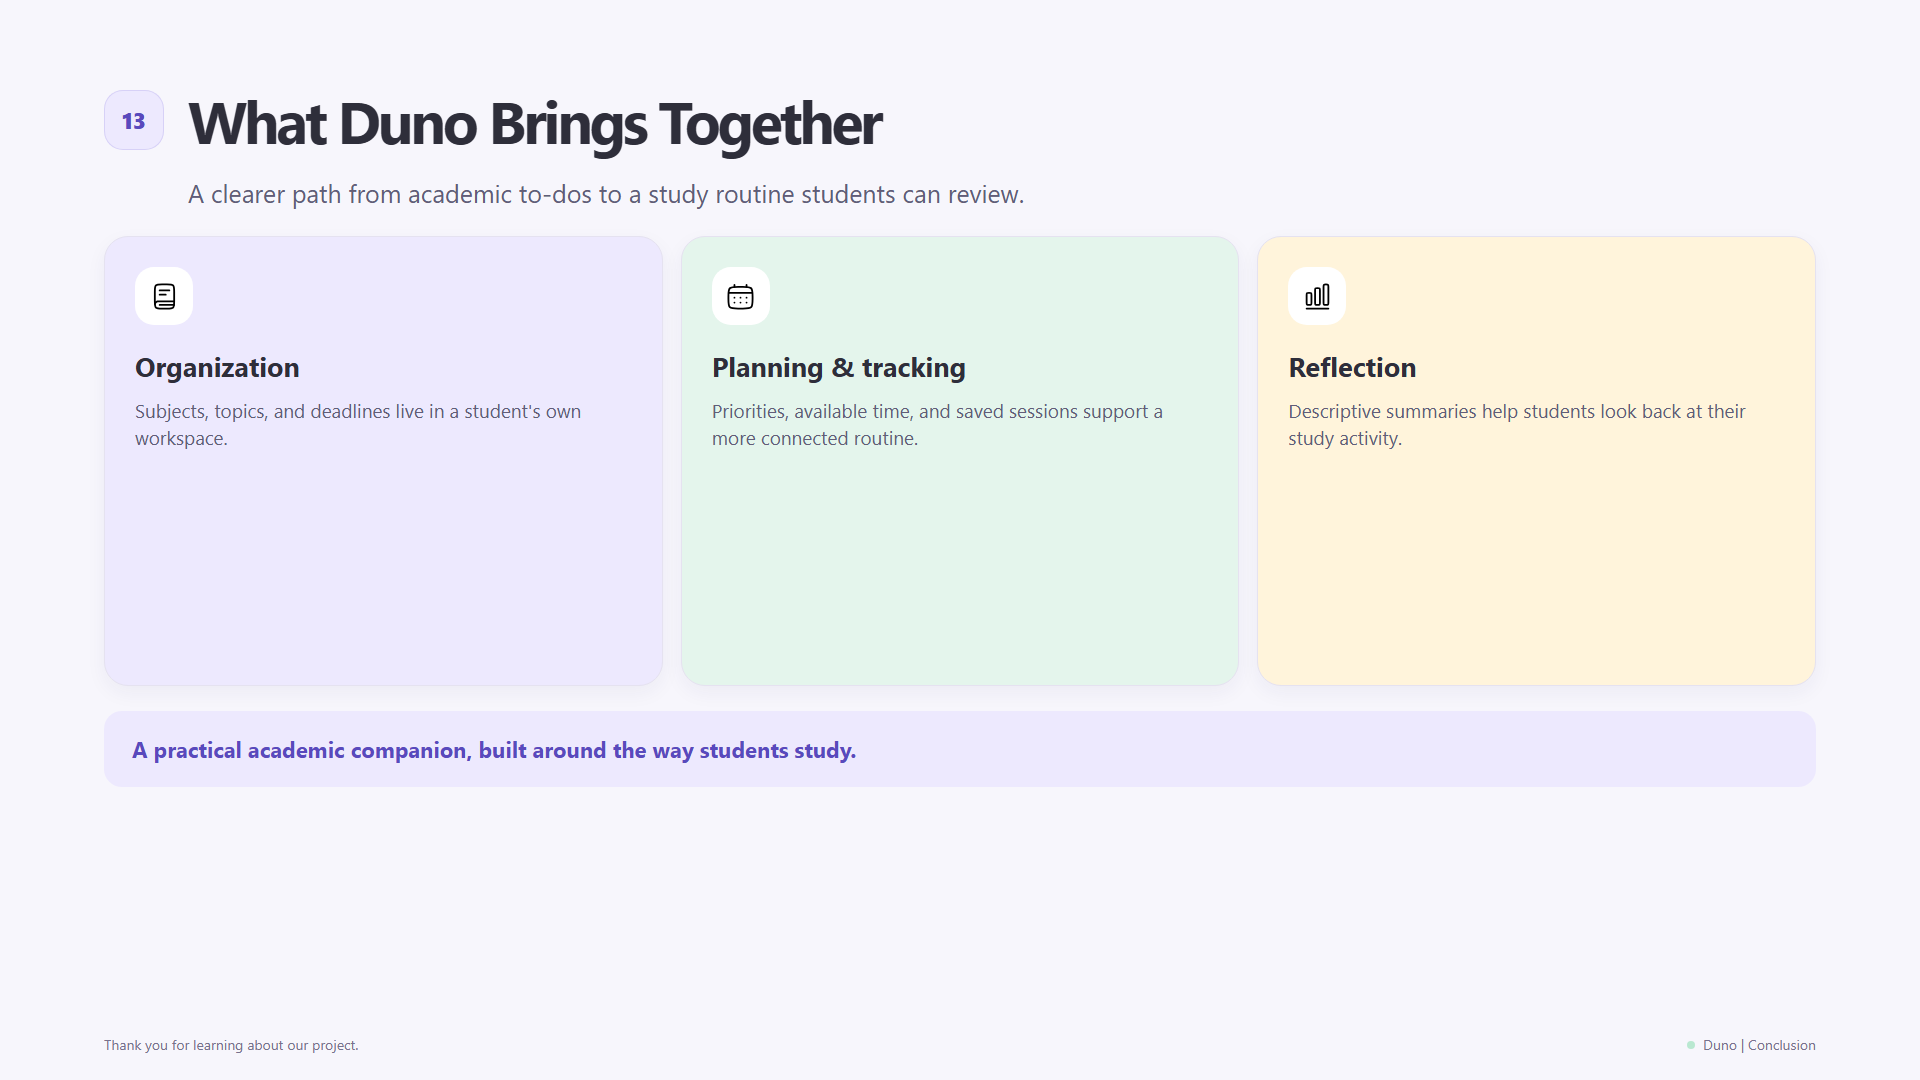 13
What Duno Brings Together
A clearer path from academic to-dos to a study routine students can review.
Organization
Subjects, topics, and deadlines live in a student's own
workspace.
Planning & tracking
Priorities, available time, and saved sessions support a
more connected routine.
Reflection
Descriptive summaries help students look back at their
study activity.
A practical academic companion, built around the way students study.
Thank you for learning about our project.
Duno | Conclusion